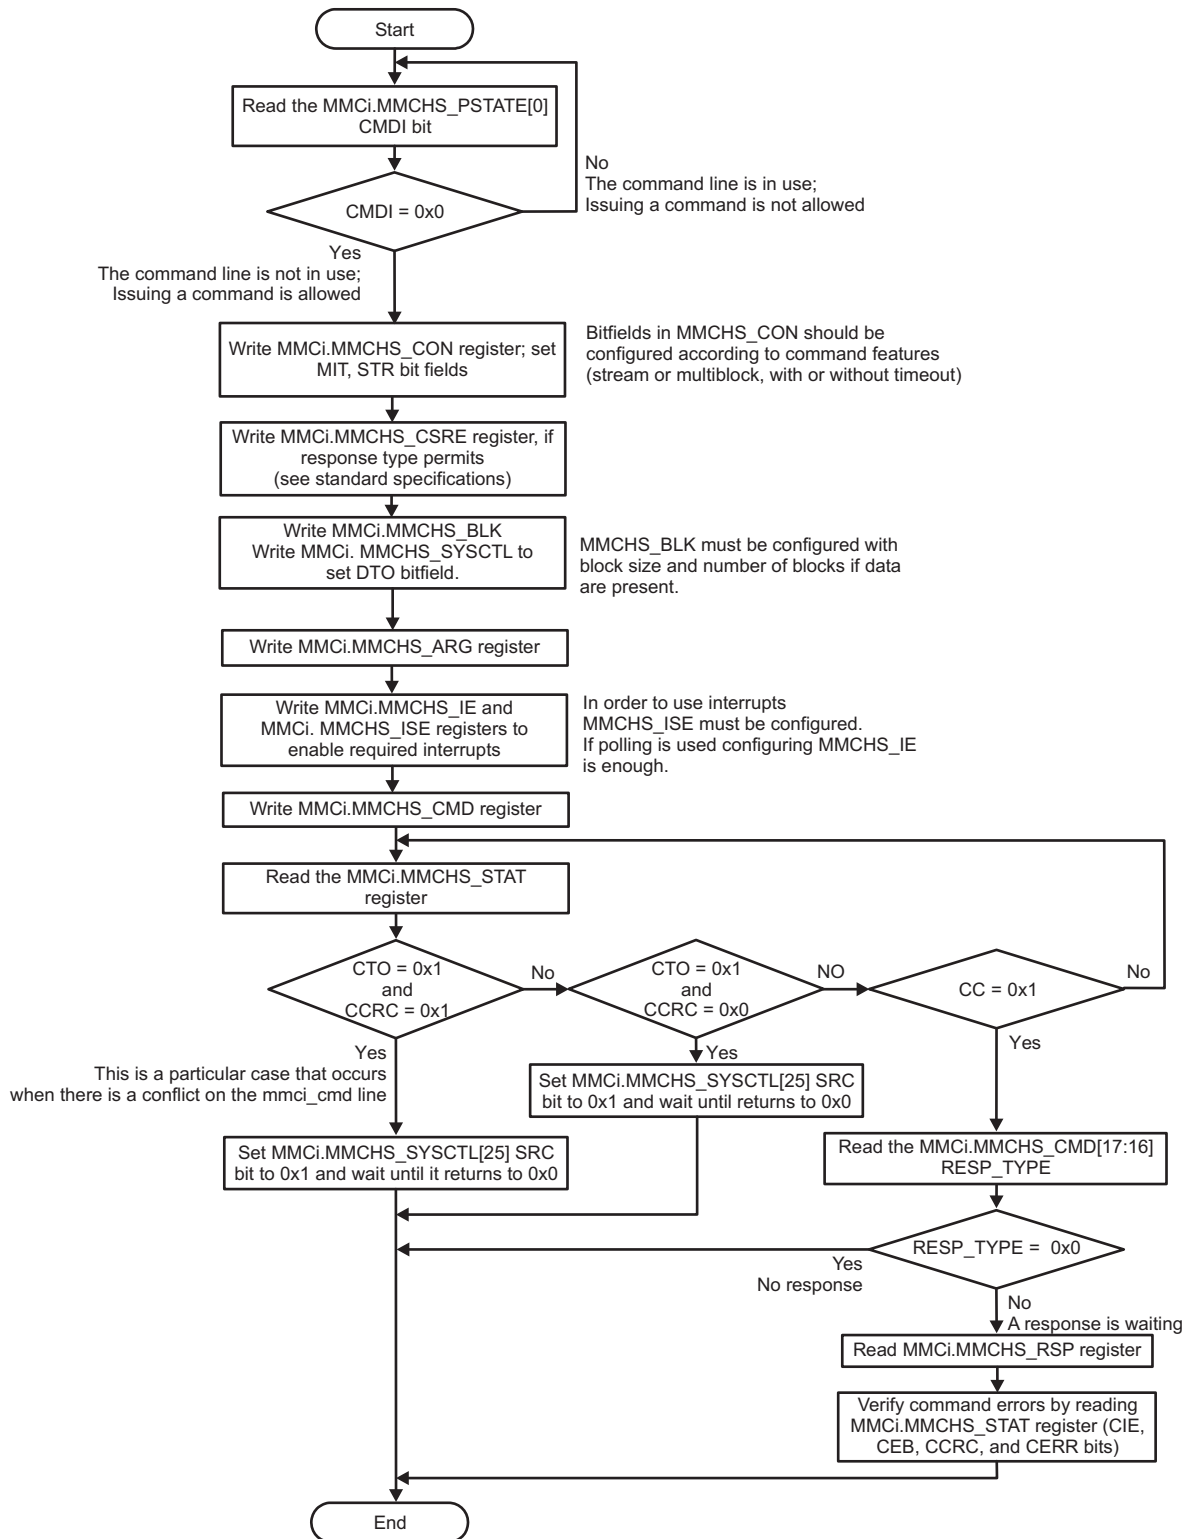 Start
Read the MMCi.MMCHS_PSTATE[0]
CMDI bit
No
The command line is in use;
Issuing a command is not allowed
CMDI = 0x0
Yes
The command line is not in use;
Issuing a command is allowed
Write MMCi.MMCHS_CON register; set
MIT, STR bit fields
Bitfields in MMCHS_CON should be
configured according to command features
(stream or multiblock, with or without timeout)
Write MMCi.MMCHS_CSRE register, if
response type permits
(see standard specifications)
Write MMCi.MMCHS_BLK
Write MMCi. MMCHS_SYSCTL to
set DTO bitfield.
MMCHS_BLK must be configured with
block size and number of blocks if data
are present.
Write MMCi.MMCHS_ARG register
Write MMCi.MMCHS_IE and
MMCi. MMCHS_ISE registers to
enable required interrupts
In order to use interrupts
MMCHS_ISE must be configured.
If polling is used configuring MMCHS_IE
is enough.
Write MMCi.MMCHS_CMD register
Read the MMCi.MMCHS_STAT
register
CTO = 0x1
and
CCRC = 0x1
No
CTO = 0x1
and
CCRC = 0x0
NO
CC = 0x1
No
Yes
This is a particular case that occurs
when there is a conflict on the mmci_cmd line
Yes
Yes
Set MMCi.MMCHS_SYSCTL[25] SRC
bit to 0x1 and wait until returns to 0x0
Set MMCi.MMCHS_SYSCTL[25] SRC
bit to 0x1 and wait until it returns to 0x0
Read the MMCi.MMCHS_CMD[17:16]
RESP_TYPE
RESP_TYPE = 0x0
Yes
No response
No
A response is waiting
Read MMCi.MMCHS_RSP register
Verify command errors by reading
MMCi.MMCHS_STAT register (CIE,
CEB, CCRC, and CERR bits)
End